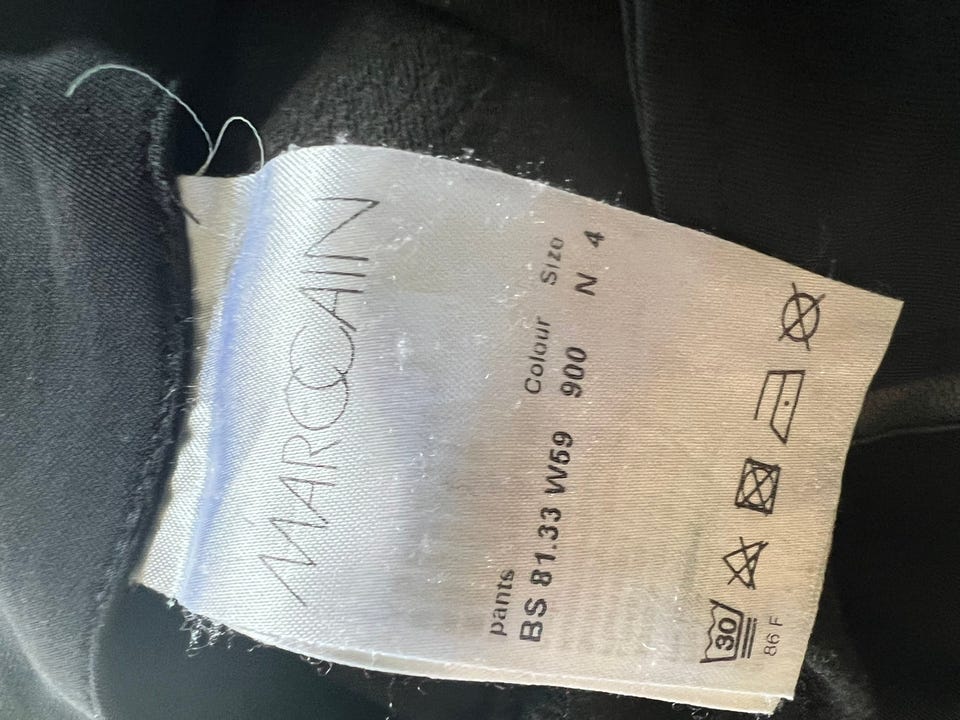 MARCCAIN
pants Colour Size
BS 81.33 W59 900 N 4
30
86 F